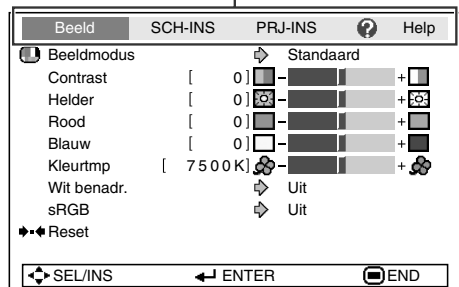 Beeld SCH-INS PRJ-INS ? Help
Beeldmodus Standaard
Contrast [ 0] - +
Helder [ 0] - +
Rood [ 0] - +
Blauw [ 0] - +
Kleurtmp [ 7500K] - +
Wit benadr. Uit
sRGB Uit
Reset
SEL/INS ENTER END